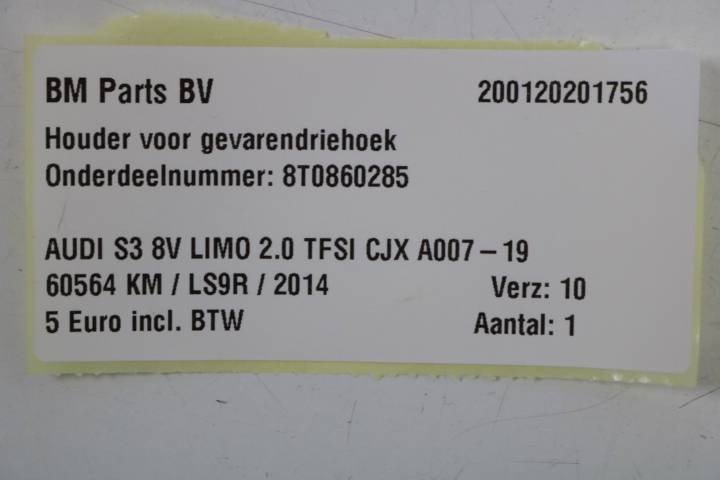 BM Parts BV 200120201756
Houder voor gevarendriehoek
Onderdeelnummer: 8T0860285
AUDI S3 8V LIMO 2.0 TFSI CJX A007 – 19
60564 KM / LS9R / 2014 Verz: 10
5 Euro incl. BTW Aantal: 1